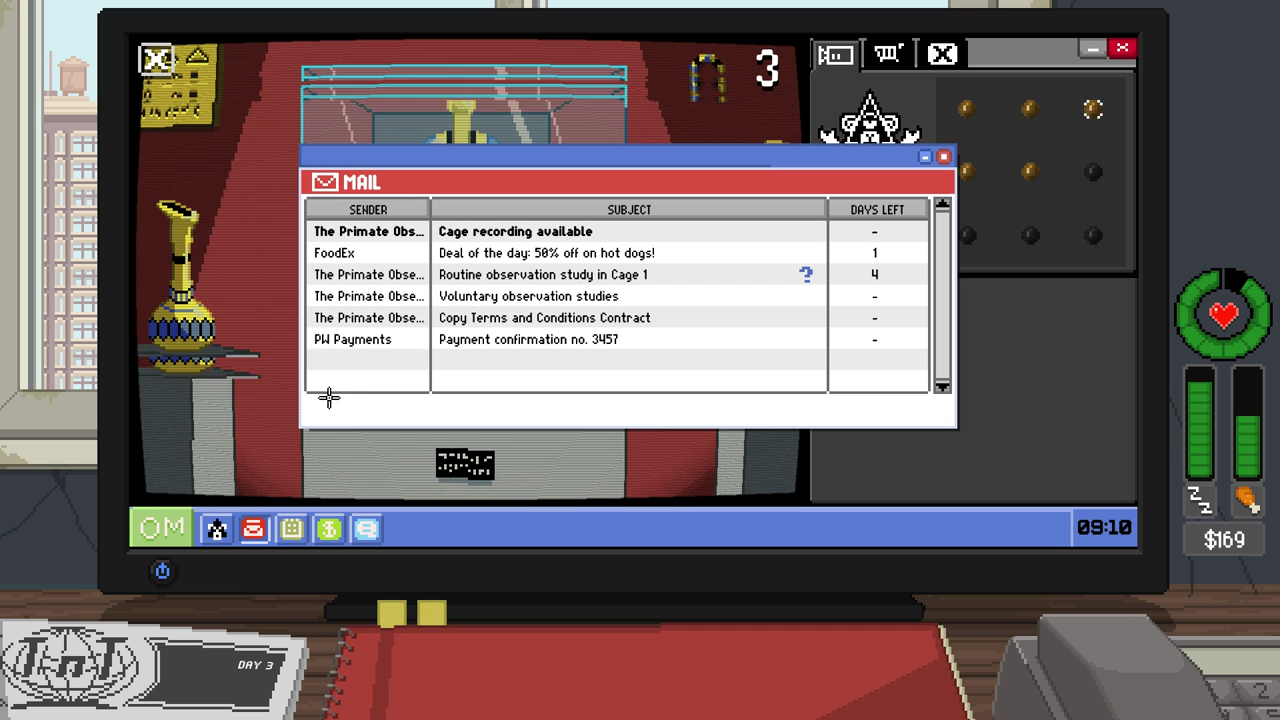 3
MAIL
SENDER SUBJECT DAYS LEFT
The Primate Obs... Cage recording available -
FoodEx Deal of the day: 50% off on hot dogs! 1
The Primate Obse... Routine observation study in Cage 1 ? 4
The Primate Obse... Voluntary observation studies -
The Primate Obse... Copy Terms and Conditions Contract -
PW Payments Payment confirmation no. 3457 -
OM
09:10
zzz
$169
TnT
DAY 3
2